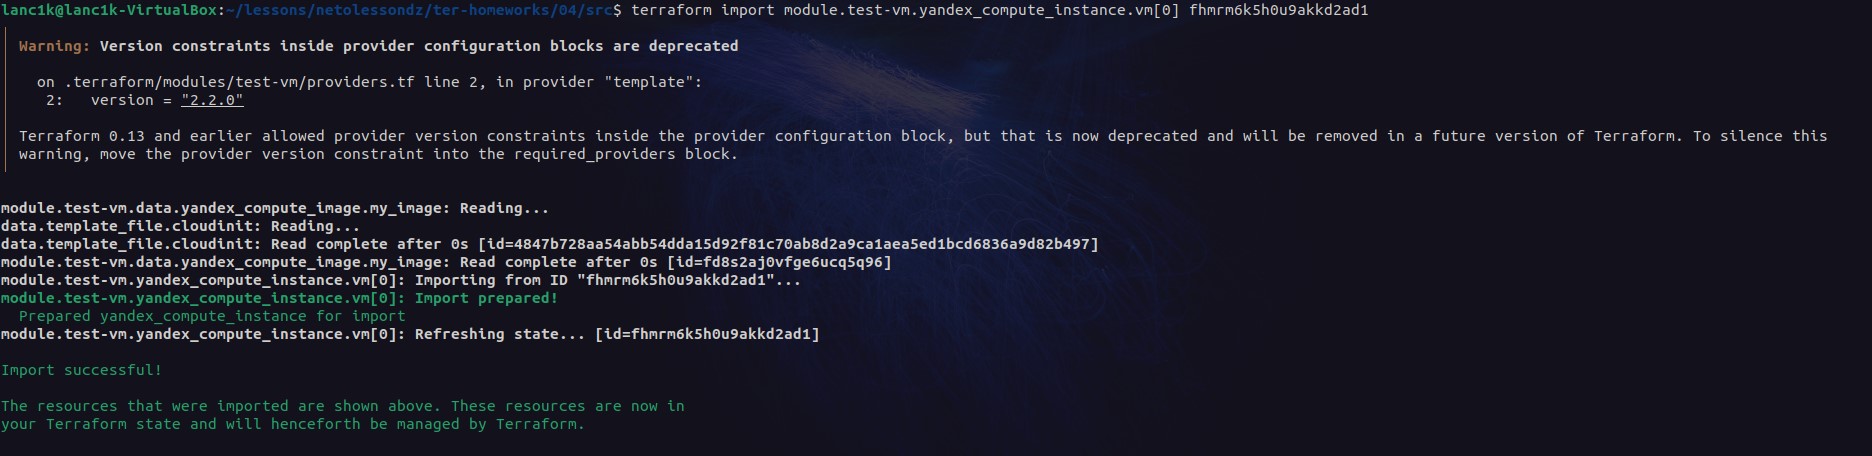 lanc1k@lanc1k-VirtualBox:~/lessons/netolessondz/ter-homeworks/04/src$ terraform import module.test-vm.yandex_compute_instance.vm[0] fhmrm6k5h0u9akkd2ad1
Warning: Version constraints inside provider configuration blocks are deprecated
on .terraform/modules/test-vm/providers.tf line 2, in provider "template":
2:   version = "2.2.0"
Terraform 0.13 and earlier allowed provider version constraints inside the provider configuration block, but that is now deprecated and will be removed in a future version of Terraform. To silence this
warning, move the provider version constraint into the required_providers block.
module.test-vm.data.yandex_compute_image.my_image: Reading...
data.template_file.cloudinit: Reading...
data.template_file.cloudinit: Read complete after 0s [id=4847b728aa54abb54dda15d92f81c70ab8d2a9ca1aea5ed1bcd6836a9d82b497]
module.test-vm.data.yandex_compute_image.my_image: Read complete after 0s [id=fd8s2aj0vfge6ucq5q96]
module.test-vm.yandex_compute_instance.vm[0]: Importing from ID "fhmrm6k5h0u9akkd2ad1"...
module.test-vm.yandex_compute_instance.vm[0]: Import prepared!
Prepared yandex_compute_instance for import
module.test-vm.yandex_compute_instance.vm[0]: Refreshing state... [id=fhmrm6k5h0u9akkd2ad1]
Import successful!
The resources that were imported are shown above. These resources are now in
your Terraform state and will henceforth be managed by Terraform.